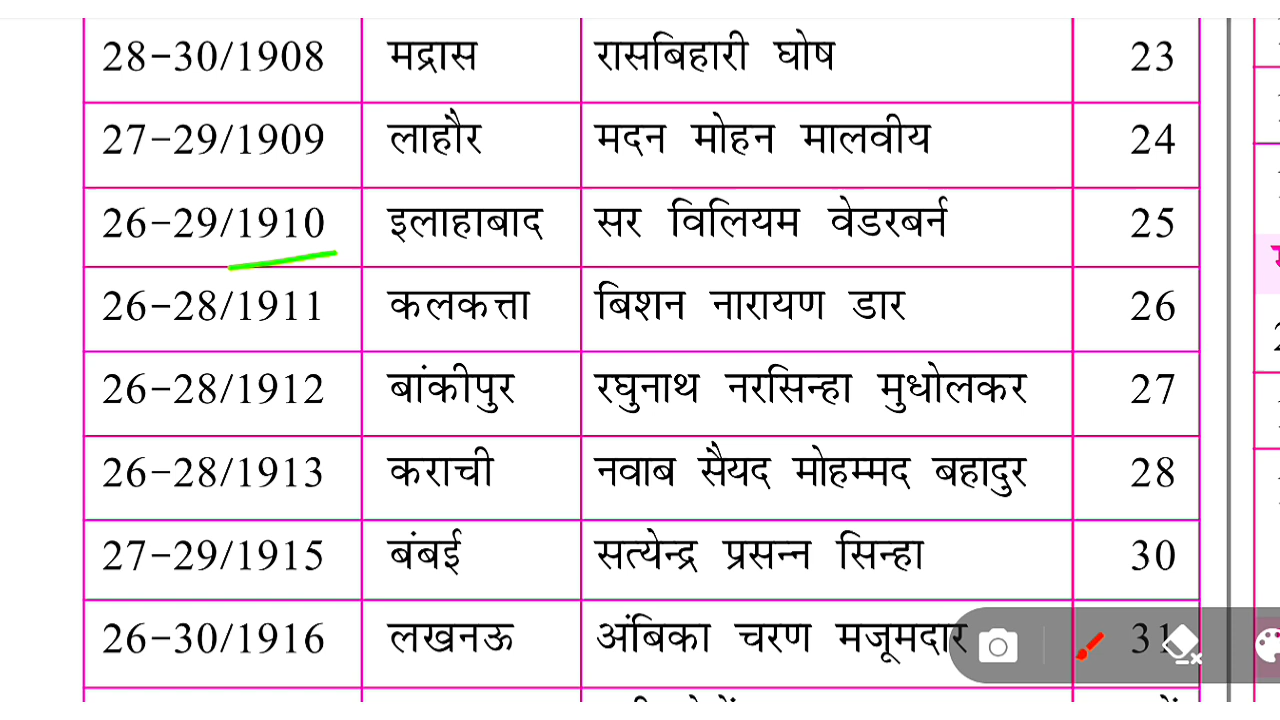 28-30/1908 मद्रास रासबिहारी घोष 23
27-29/1909 लाहौर मदन मोहन मालवीय 24
26-29/1910 इलाहाबाद सर विलियम वेडरबर्न 25
26-28/1911 कलकत्ता बिशन नारायण डार 26
26-28/1912 बांकीपुर रघुनाथ नरसिन्हा मुधोलकर 27
26-28/1913 कराची नवाब सैयद मोहम्मद बहादुर 28
27-29/1915 बंबई सत्येन्द्र प्रसन्न सिन्हा 30
26-30/1916 लखनऊ अंबिका चरण मजूमदार 31